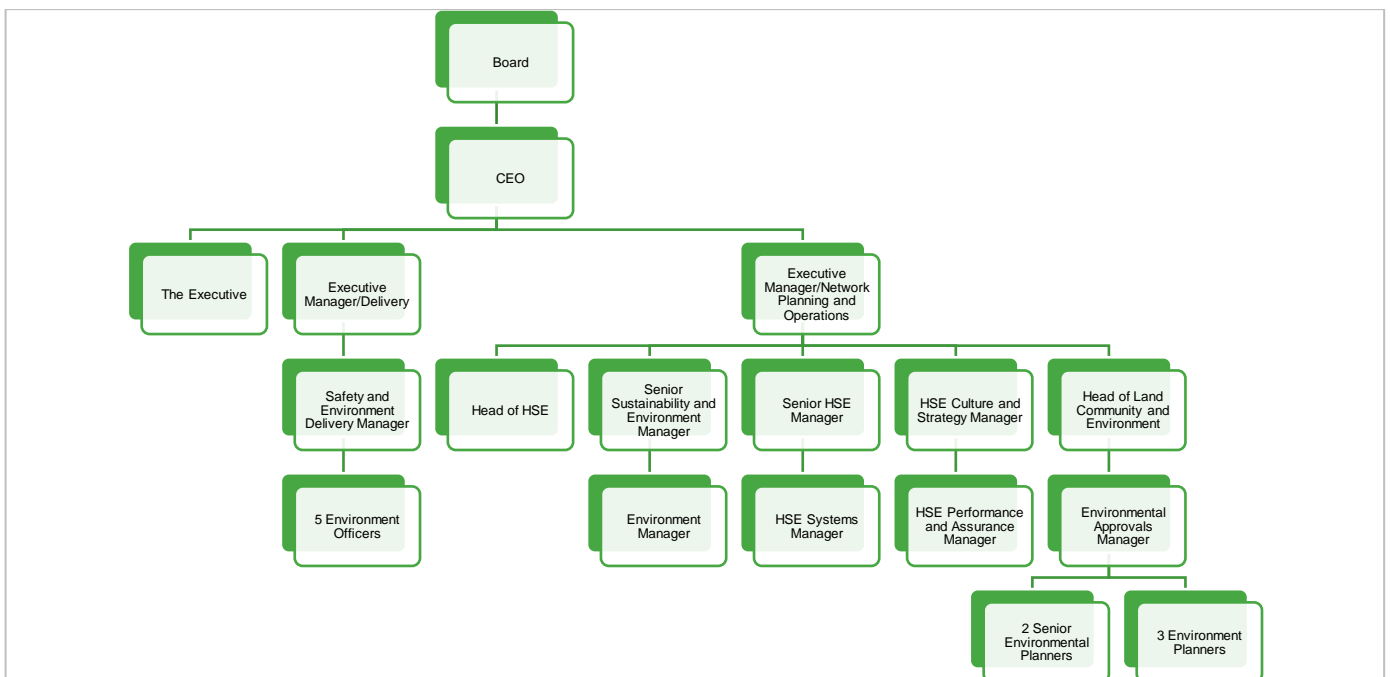 Board
CEO
The Executive
Executive
Manager/Delivery
Executive
Manager/Network
Planning and
Operations
Safety and
Environment
Delivery Manager
Head of HSE
Senior
Sustainability and
Environment
Manager
Senior HSE
Manager
HSE Culture and
Strategy Manager
Head of Land
Community and
Environment
5 Environment
Officers
Environment
Manager
HSE Systems
Manager
HSE Performance
and Assurance
Manager
Environmental
Approvals
Manager
2 Senior
Environmental
Planners
3 Environment
Planners